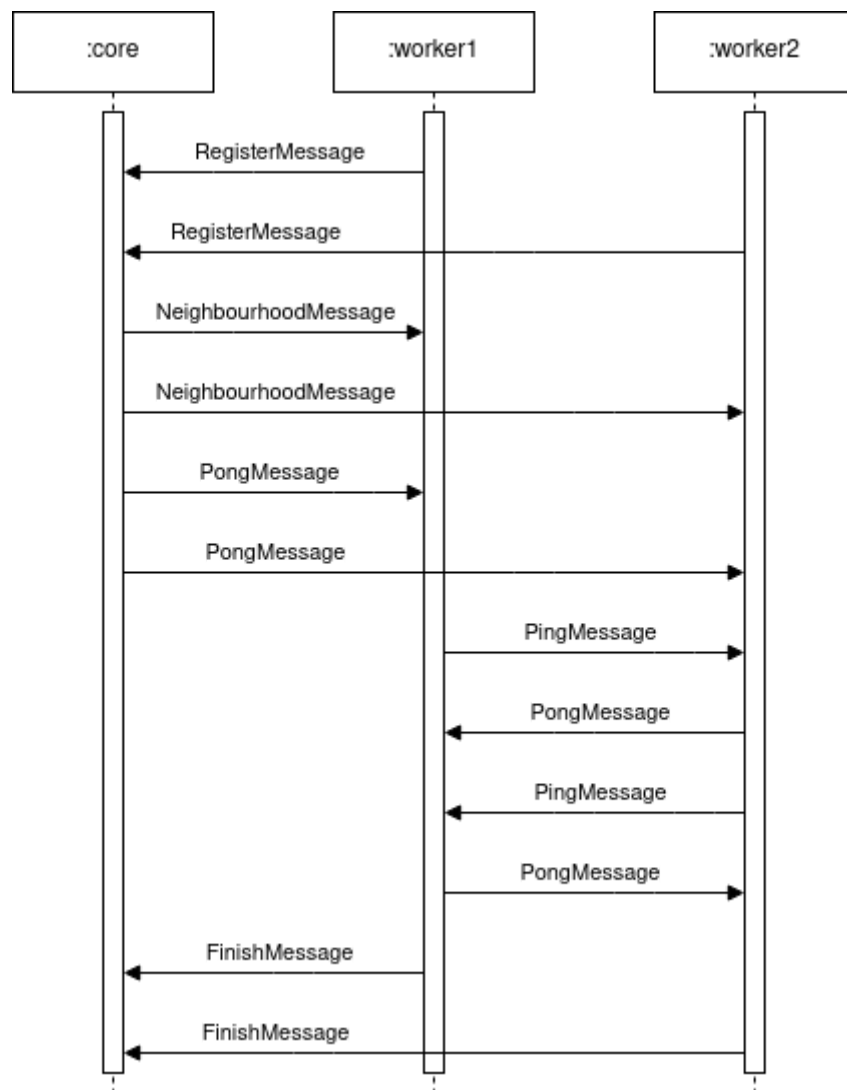 :core
:worker1
:worker2
RegisterMessage
RegisterMessage
NeighbourhoodMessage
NeighbourhoodMessage
PongMessage
PongMessage
PingMessage
PongMessage
PingMessage
PongMessage
FinishMessage
FinishMessage